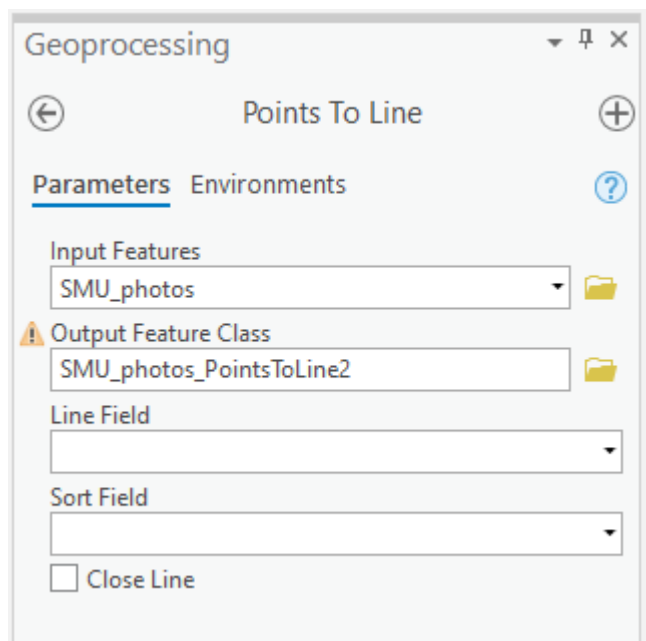 Geoprocessing
Points To Line
Parameters Environments
Input Features
SMU_photos
Output Feature Class
SMU_photos_PointsToLine2
Line Field
Sort Field
Close Line